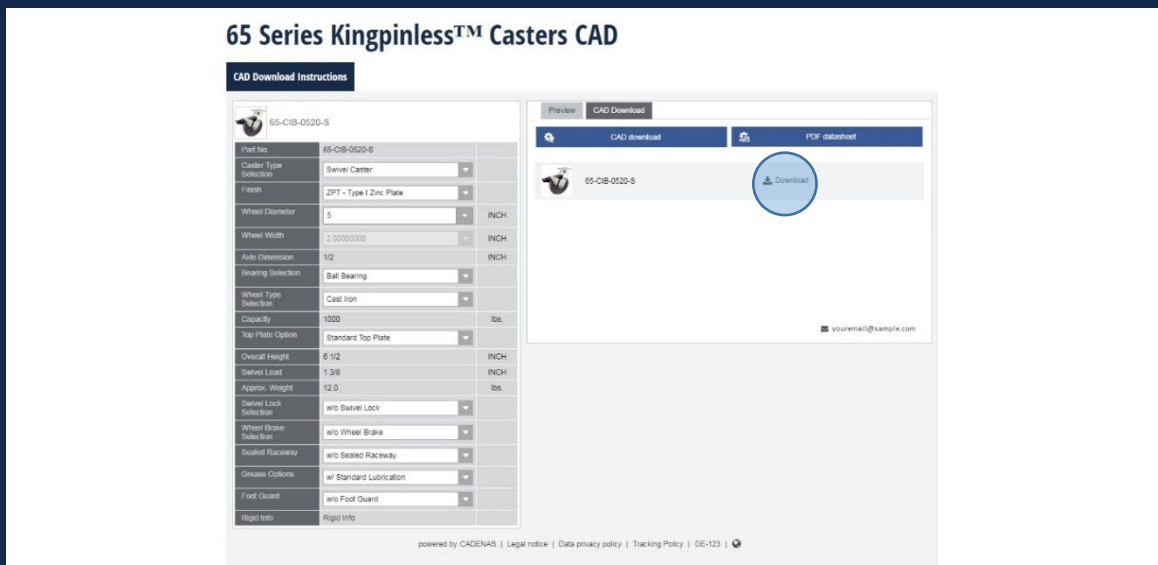 65 Series Kingpinless™ Casters CAD
CAD Download Instructions
65-CIB-0520-S
Part No. 65-CIB-0520-S
Caster Type Selection Swivel Caster
Finish ZPT - Type I Zinc Plate
Wheel Diameter 5 INCH
Wheel Width 2.00000000 INCH
Axle Dimension 1/2 INCH
Bearing Selection Ball Bearing
Wheel Type Selection Cast Iron
Capacity 1000 lbs.
Top Plate Option Standard Top Plate
Overall Height 6 1/2 INCH
Swivel Lead 1 3/8 INCH
Approx. Weight 12.0 lbs.
Swivel Lock Selection w/o Swivel Lock
Wheel Brake Selection w/o Wheel Brake
Sealed Raceway w/o Sealed Raceway
Grease Options w/ Standard Lubrication
Foot Guard w/o Foot Guard
Rigid Info Rigid Info
Preview CAD Download
CAD download PDF datasheet
65-CIB-0520-S Download
youremail@sample.com
powered by CADENAS | Legal notice | Data privacy policy | Tracking Policy | DE-123 |